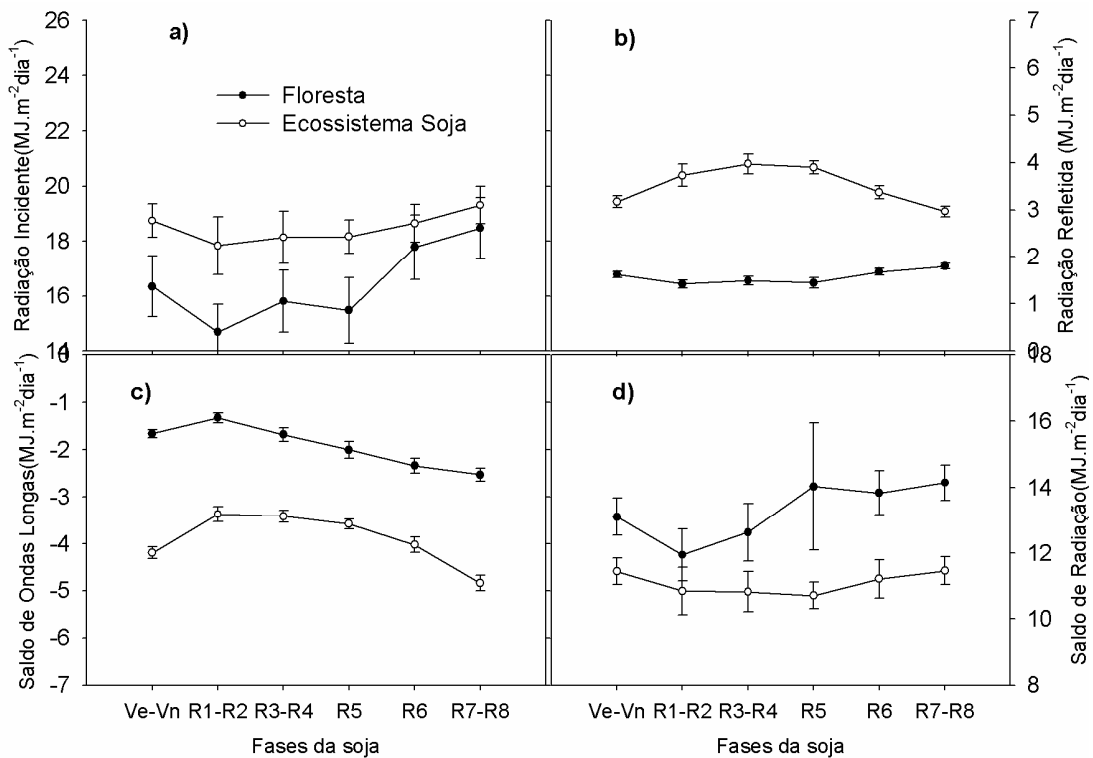 a)
Floresta
Ecossistema Soja
26
24
22
20
18
16
14
Radiação Incidente(MJ.m-2dia-1)
b)
7
6
5
4
3
2
1
0
Radiação Refletida (MJ.m-2dia-1)
c)
0
-1
-2
-3
-4
-5
-6
-7
Saldo de Ondas Longas(MJ.m-2dia-1)
Ve-Vn R1-R2 R3-R4 R5 R6 R7-R8
Fases da soja
d)
18
16
14
12
10
8
Saldo de Radiação(MJ.m-2dia-1)
Ve-Vn R1-R2 R3-R4 R5 R6 R7-R8
Fases da soja